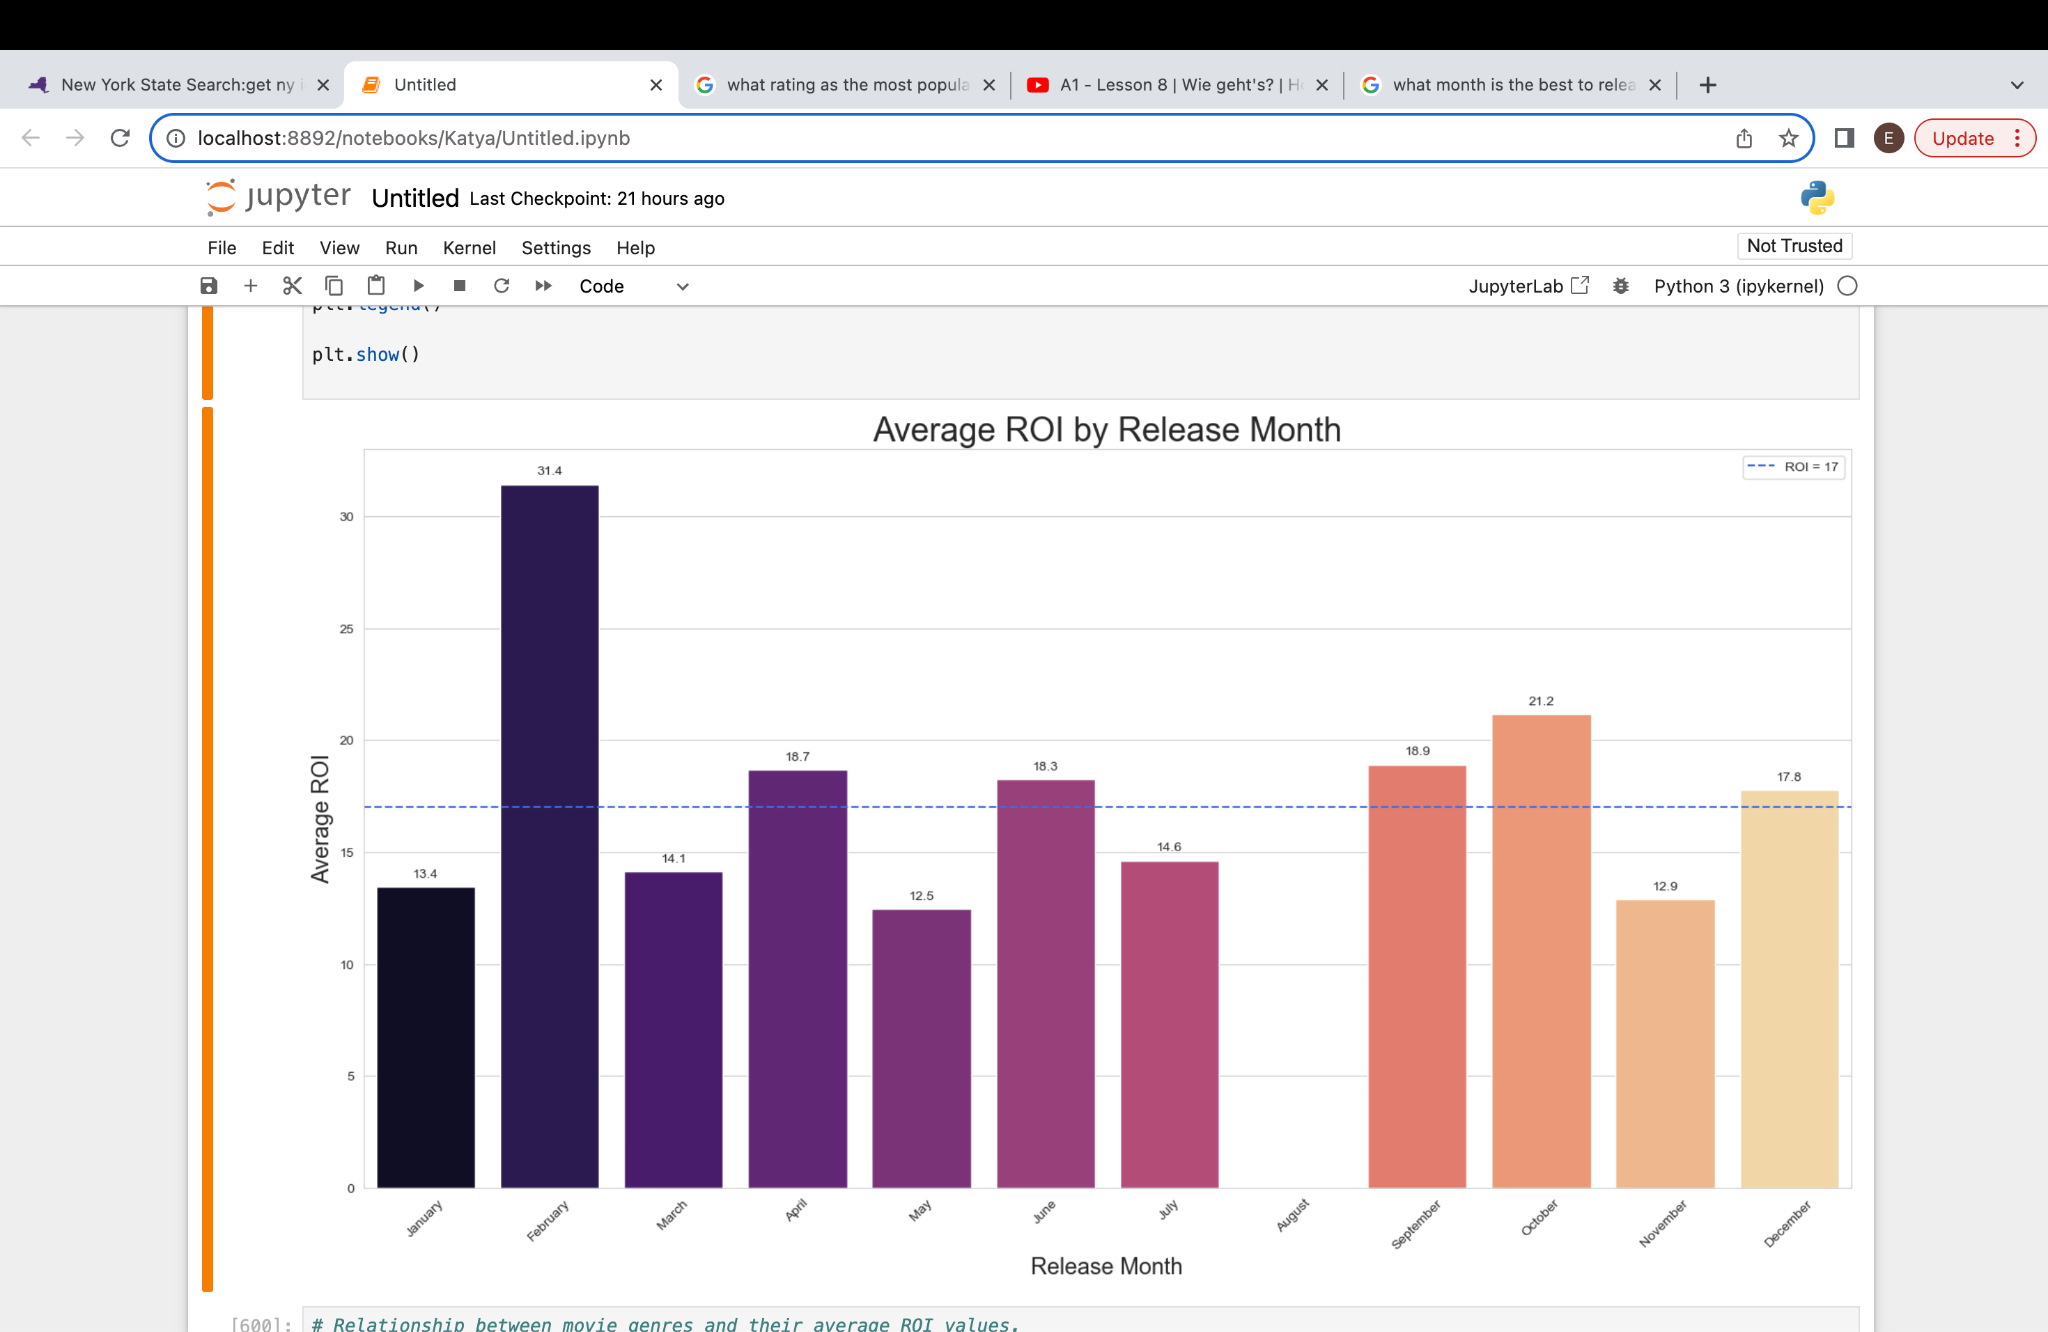 New York State Search:get ny
Untitled
what rating as the most popula
A1 - Lesson 8 | Wie geht's? | H
what month is the best to relea
localhost:8892/notebooks/Katya/Untitled.ipynb
E
Update
jupyter
Untitled
Last Checkpoint: 21 hours ago
File Edit View Run Kernel Settings Help
Not Trusted
Code
JupyterLab
Python 3 (ipykernel)
plt.legend()
plt.show()
Average ROI by Release Month
ROI = 17
31.4
30
25
21.2
20
18.7
18.3
18.9
17.8
Average ROI
15
13.4
14.1
12.5
14.6
12.9
10
5
0
January
February
March
April
May
June
July
August
September
October
November
December
Release Month
[600]:
# Relationship between movie genres and their average ROI values.